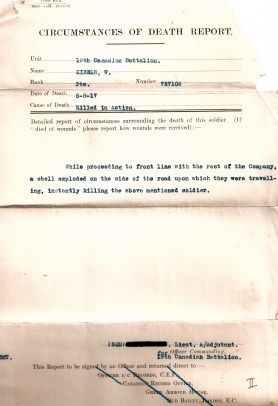 CIRCUMSTANCES OF DEATH REPORT.
Unit 19th Canadian Battalion.
Name W.
Rank Pte. Number 757106
Date of Death 8-8-17
Cause of Death Killed in Action.
Detailed report of circumstances surrounding the death of this soldier. (If
"died of wounds" please report how wounds were received) :—
While proceeding to front line with the rest of the Company,
a shell exploded on the side of the road upon which they were travell-
ing, instantly killing the above mentioned soldier.
(SGD) , Lieut. A/Adjutant.
Officer Commanding.
19th Canadian Battalion.
This Report to be signed by an Officer and returned direct to :—
Officer i/c Records, C.E.F.
Canadian Record Office,
Green Arbour House,
Old Bailey, London, E.C.
II